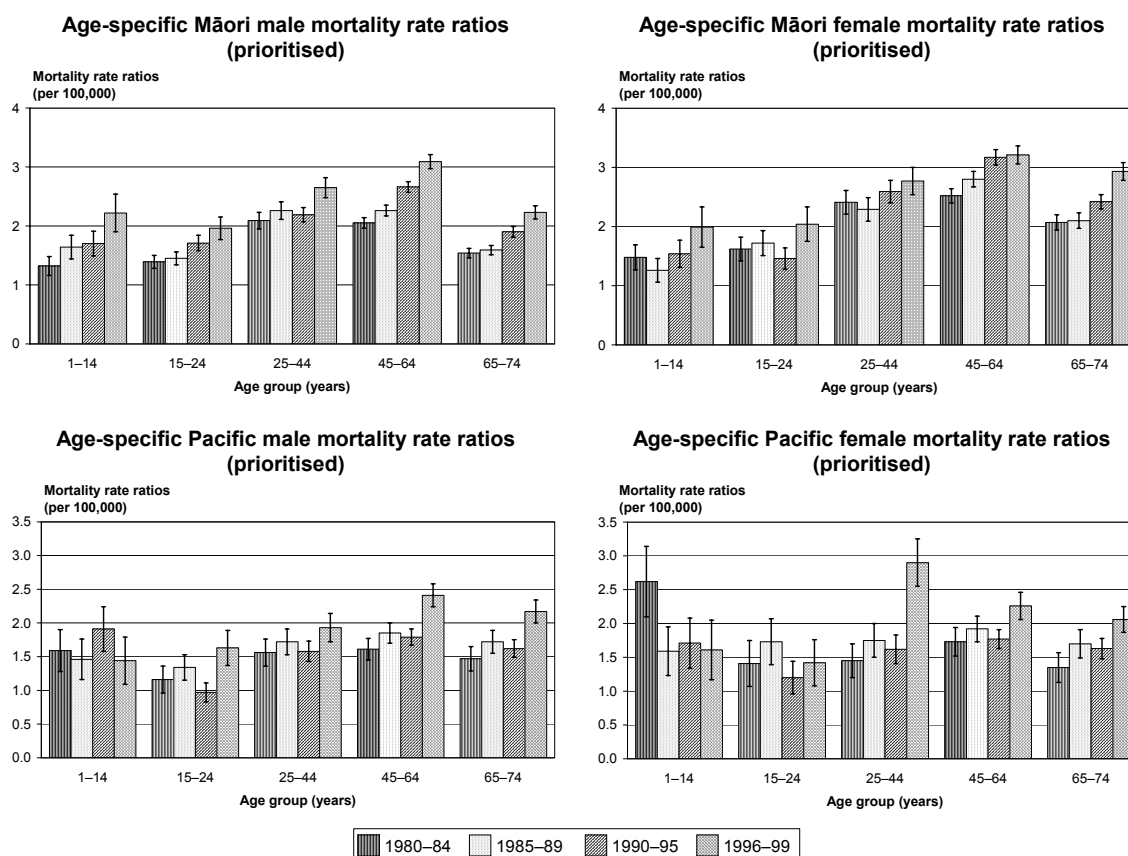 Age-specific Māori male mortality rate ratios
(prioritised)
Mortality rate ratios
(per 100,000)
4
3
2
1
0
1–14 15–24 25–44 45–64 65–74
Age group (years)
Age-specific Māori female mortality rate ratios
(prioritised)
Mortality rate ratios
(per 100,000)
4
3
2
1
0
1–14 15–24 25–44 45–64 65–74
Age group (years)
Age-specific Pacific male mortality rate ratios
(prioritised)
Mortality rate ratios
(per 100,000)
3.5
3.0
2.5
2.0
1.5
1.0
0.5
0.0
1–14 15–24 25–44 45–64 65–74
Age group (years)
Age-specific Pacific female mortality rate ratios
(prioritised)
Mortality rate ratios
(per 100,000)
3.5
3.0
2.5
2.0
1.5
1.0
0.5
0.0
1–14 15–24 25–44 45–64 65–74
Age group (years)
1980–84 1985–89 1990–95 1996–99